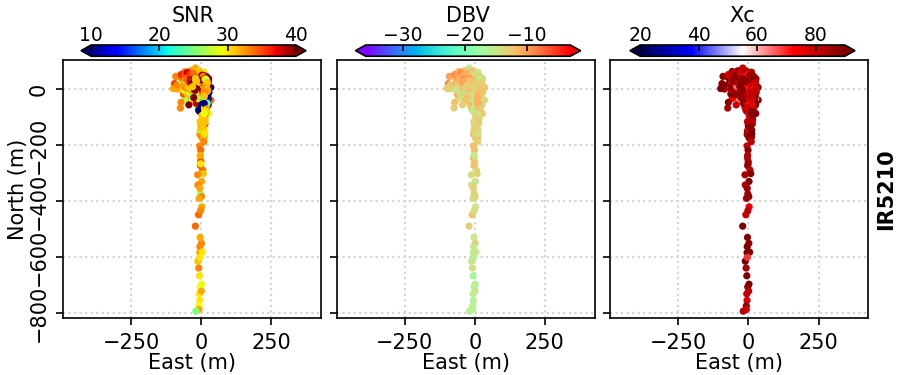 SNR DBV Xc
10 20 30 40 −30 −20 −10 20 40 60 80
North (m)
0
−200
−400
−600
−800
IR5210
−250 0 250 −250 0 250 −250 0 250
East (m) East (m) East (m)